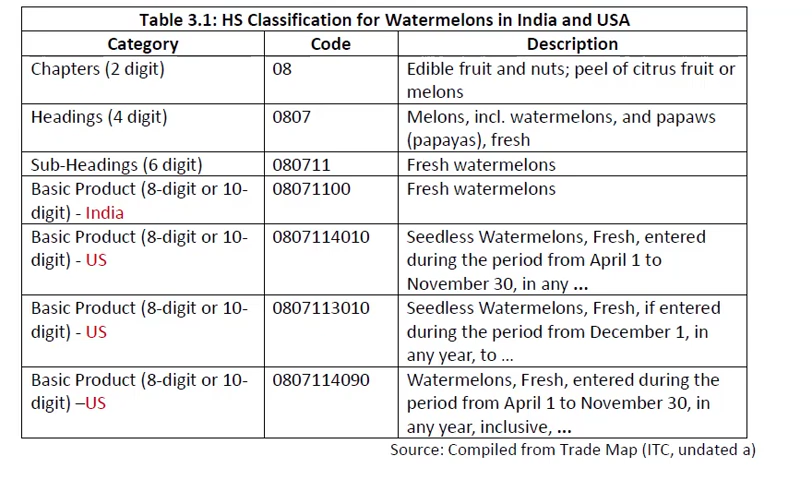 Table 3.1: HS Classification for Watermelons in India and USA
Category Code Description
Chapters (2 digit) 08 Edible fruit and nuts; peel of citrus fruit or
melons
Headings (4 digit) 0807 Melons, incl. watermelons, and papaws
(papayas), fresh
Sub-Headings (6 digit) 080711 Fresh watermelons
Basic Product (8-digit or 10- 08071100 Fresh watermelons
digit) - India
Basic Product (8-digit or 10- 0807114010 Seedless Watermelons, Fresh, entered
digit) - US during the period from April 1 to
November 30, in any ...
Basic Product (8-digit or 10- 0807113010 Seedless Watermelons, Fresh, if entered
digit) - US during the period from December 1, in
any year, to ...
Basic Product (8-digit or 10- 0807114090 Watermelons, Fresh, entered during the
digit) –US period from April 1 to November 30, in
any year, inclusive, ...
Source: Compiled from Trade Map (ITC, undated a)